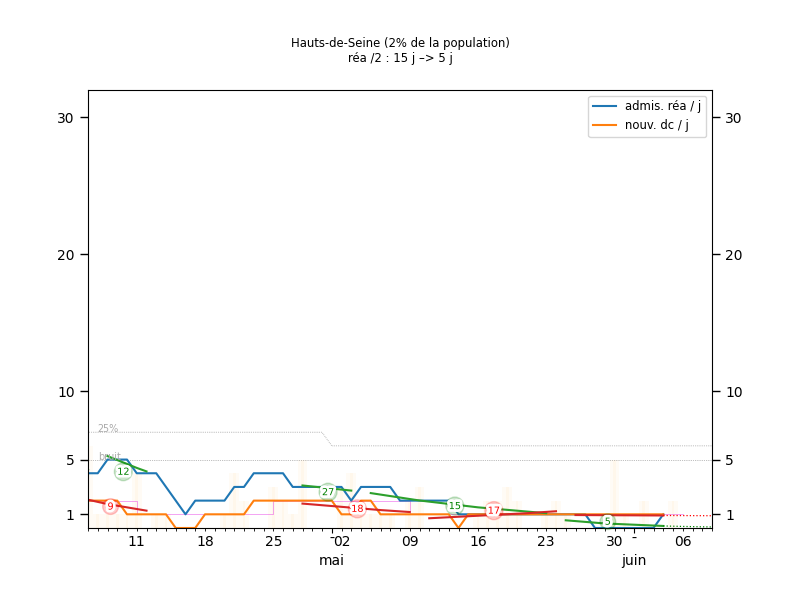 Hauts-de-Seine (2% de la population)
réa /2 : 15 j –> 5 j
admis. réa / j
nouv. dc / j
30 30
20 20
10 10
25%
bruit
5 5
12
27
9
18
15
17
5
1 1
11 18 25 02 09 16 23 30 06
mai juin